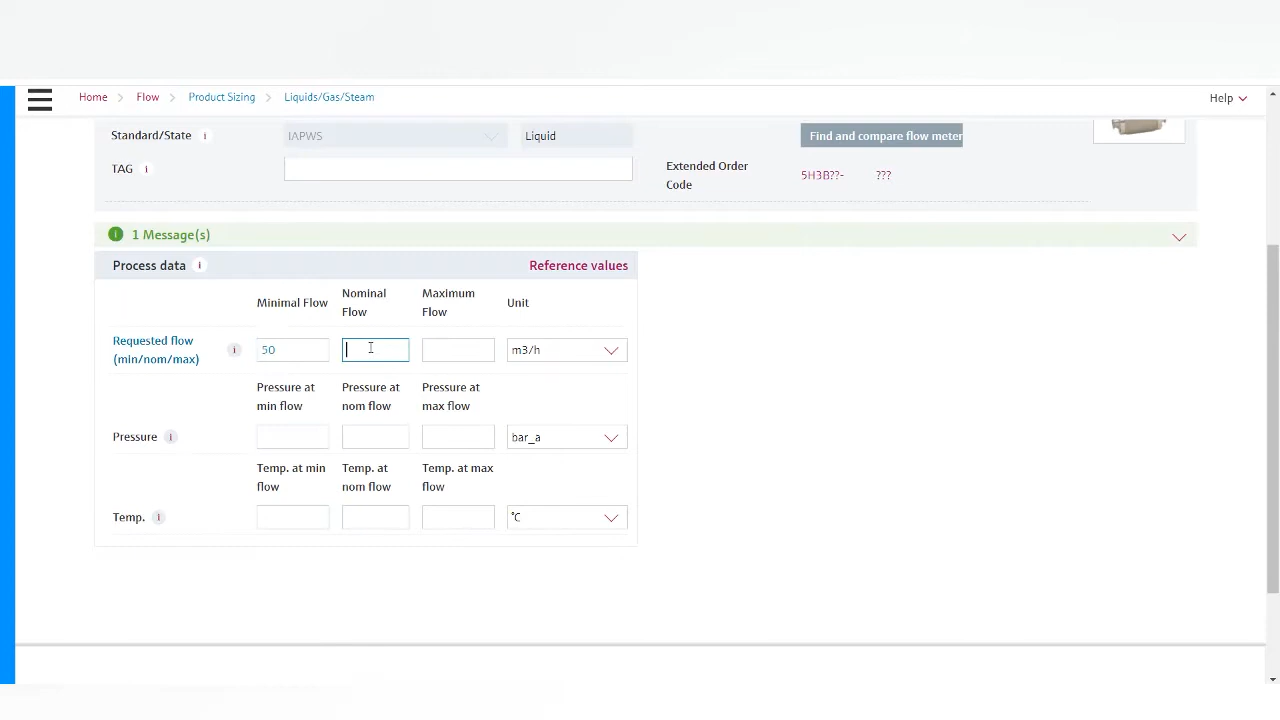 Home > Flow > Product Sizing > Liquids/Gas/Steam
Help
Standard/State i IAPWS Liquid
Find and compare flow meter
TAG i
Extended Order
Code
5H3B??- ???
i 1 Message(s)
Process data i Reference values
Minimal Flow Nominal Flow Maximum Flow Unit
Requested flow (min/nom/max) i 50 m3/h
Pressure at min flow Pressure at nom flow Pressure at max flow
Pressure i bar_a
Temp. at min flow Temp. at nom flow Temp. at max flow
Temp. i °C